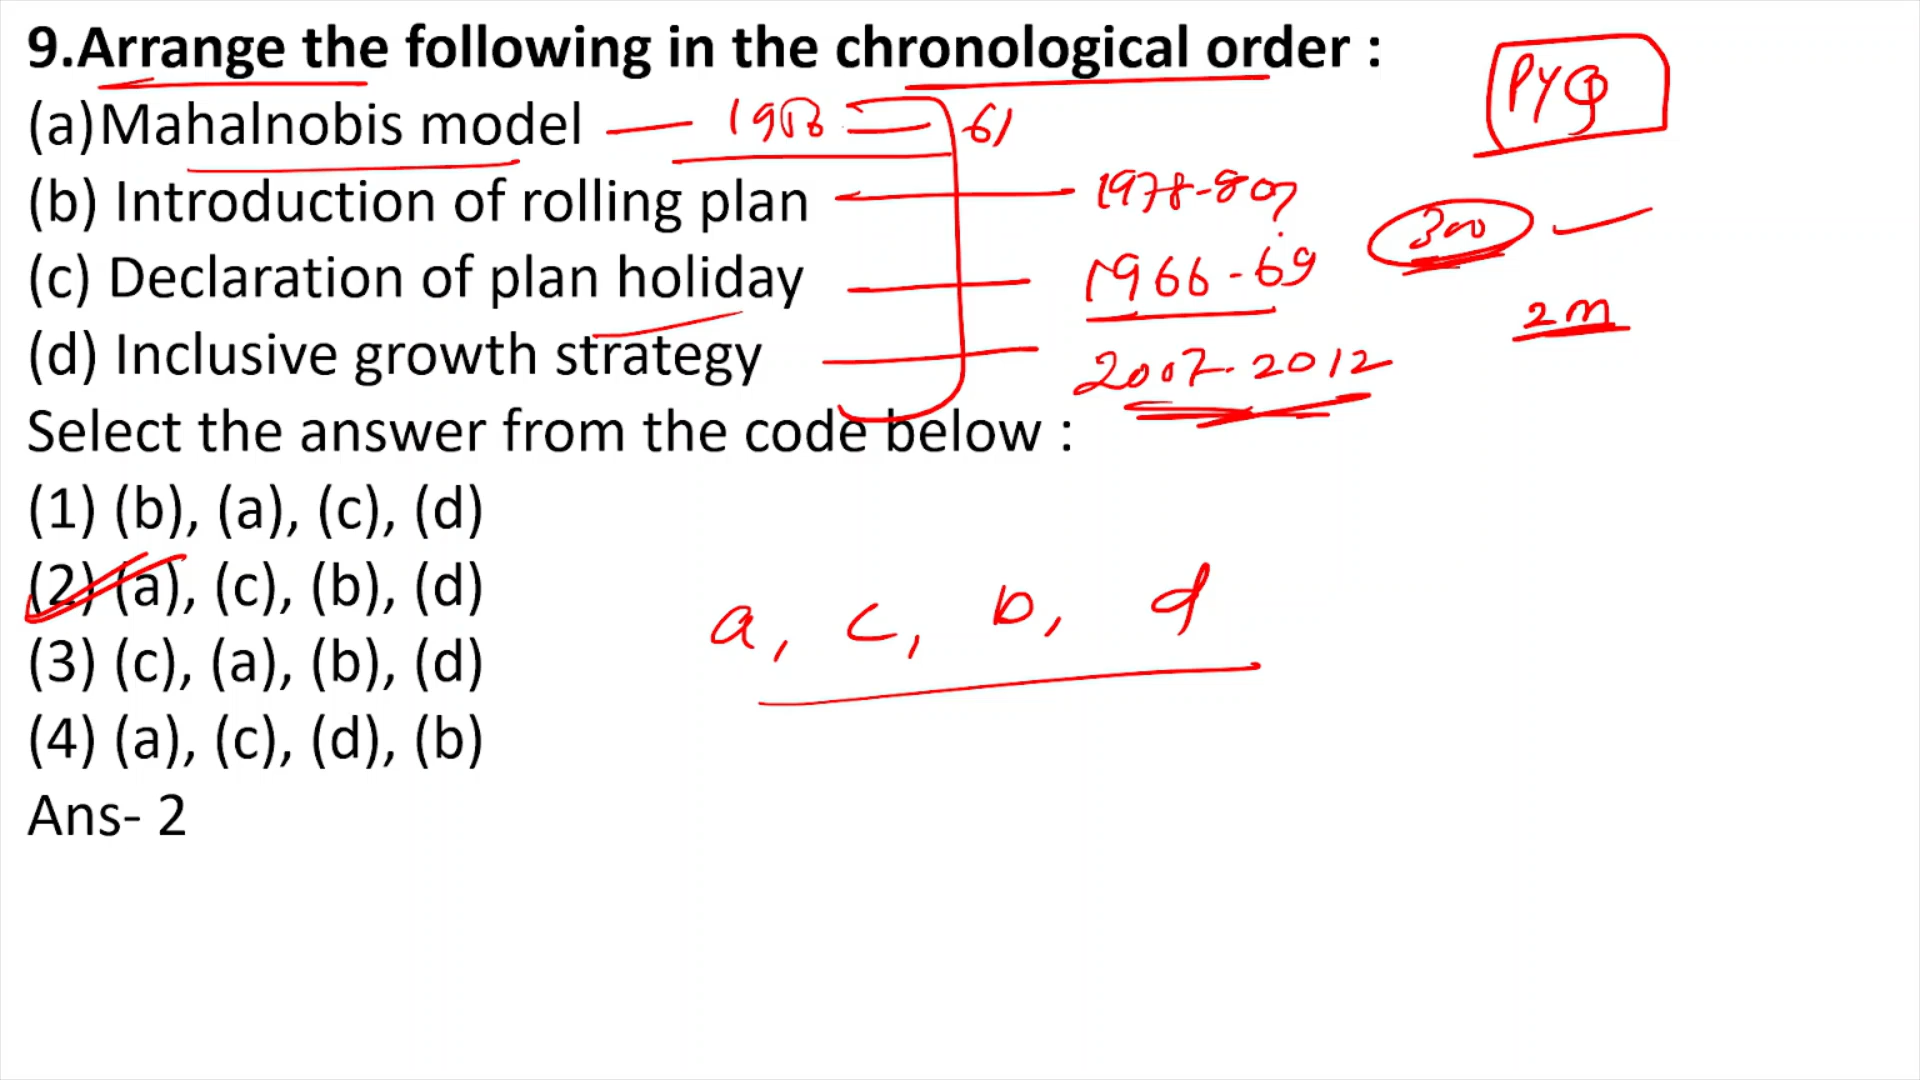 9.Arrange the following in the chronological order :
PYQ
(a)Mahalnobis model — 1956 = 61
(b) Introduction of rolling plan — 1978-80
300
(c) Declaration of plan holiday — 1966-69
2m
(d) Inclusive growth strategy — 2007-2012
Select the answer from the code below :
(1) (b), (a), (c), (d)
(2) (a), (c), (b), (d)
a, c, b, d
(3) (c), (a), (b), (d)
(4) (a), (c), (d), (b)
Ans- 2